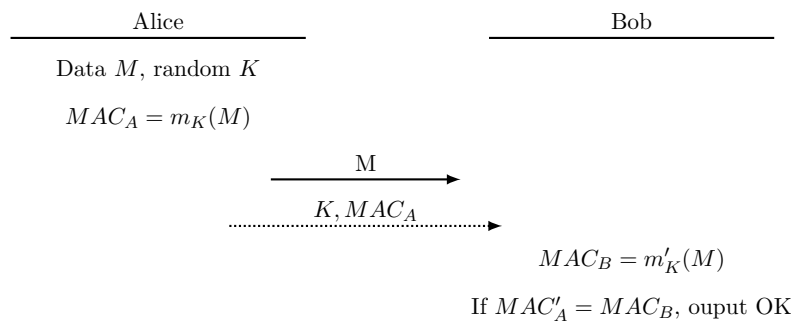 Alice Bob
Data M, random K
MAC_A = m_K(M)
M
K, MAC_A
MAC_B = m'_K(M)
If MAC'_A = MAC_B, ouput OK